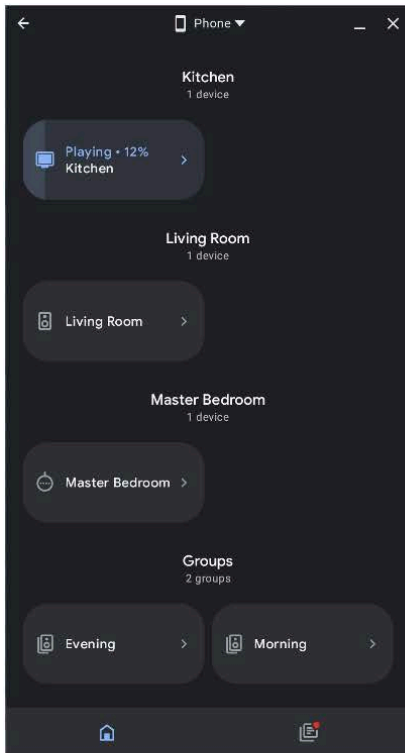 Phone
Kitchen
1 device
Playing • 12%
Kitchen
Living Room
1 device
Living Room
Master Bedroom
1 device
Master Bedroom
Groups
2 groups
Evening
Morning